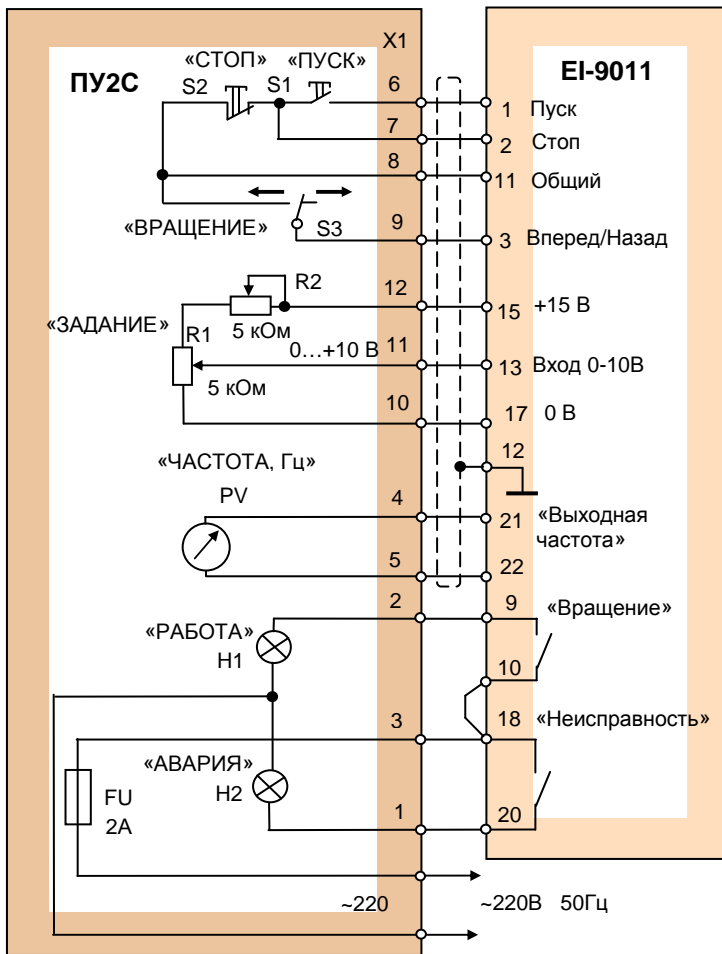 X1
ПУ2С
EI-9011
«СТОП» «ПУСК»
S2 S1 6
1 Пуск
7
2 Стоп
8
11 Общий
«ВРАЩЕНИЕ» S3 9
3 Вперед/Назад
R2 12
15 +15 В
«ЗАДАНИЕ» R1 5 кОм
0...+10 В 11
13 Вход 0-10В
5 кОм
10
17 0 В
12
«ЧАСТОТА, Гц»
PV
4
21 «Выходная
частота»
5
22
2
9 «Вращение»
«РАБОТА»
H1
10
3
18 «Неисправность»
«АВАРИЯ»
H2
FU
2А
1
20
~220
~220В 50Гц